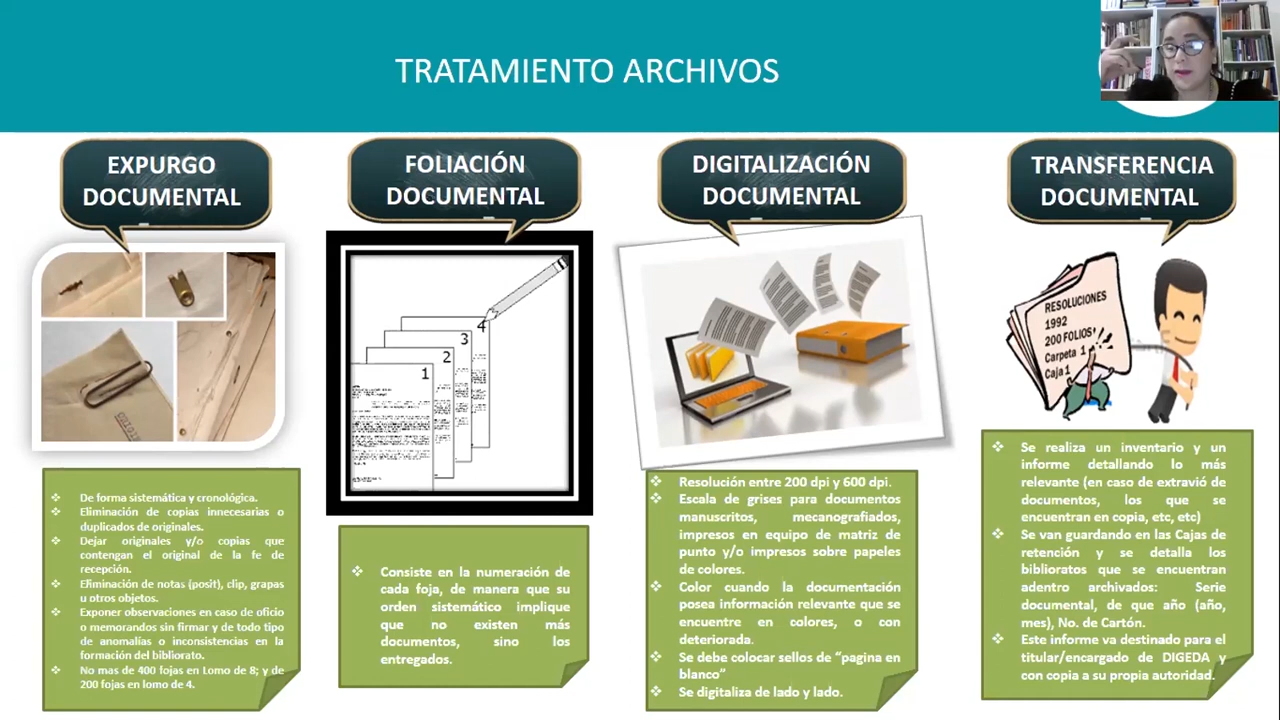 TRATAMIENTO ARCHIVOS
EXPURGO
DOCUMENTAL
De forma sistemática y cronológica.
Eliminación de copias innecesarias o
duplicados de originales.
Dejar originales y/o copias que
contengan el original de la fe de
recepción.
Eliminación de notas (posit), clip, grapas
u otros objetos.
Exponer observaciones en caso de oficio
o memorandos sin firmar y de todo tipo
de anomalías o inconsistencias en la
formación del bibliorato.
No mas de 400 fojas en Lomo de 8; y de
200 fojas en lomo de 4.
FOLIACIÓN
DOCUMENTAL
4
3
2
1
Consiste en la numeración de
cada foja, de manera que su
orden sistemático implique
que no existen más
documentos, sino los
entregados.
DIGITALIZACIÓN
DOCUMENTAL
Resolución entre 200 dpi y 600 dpi.
Escala de grises para documentos
manuscritos, mecanografiados,
impresos en equipo de matriz de
punto y/o impresos sobre papeles
de colores.
Color cuando la documentación
posea información relevante que se
encuentre en colores, o con
deteriorada.
Se debe colocar sellos de “pagina en
blanco”
Se digitaliza de lado y lado.
TRANSFERENCIA
DOCUMENTAL
RESOLUCIONES
1992
200 FOLIOS
Carpeta 1
Caja 1
Se realiza un inventario y un
informe detallando lo más
relevante (en caso de extravió de
documentos, los que se
encuentran en copia, etc, etc)
Se van guardando en las Cajas de
retención y se detalla los
biblioratos que se encuentran
adentro archivados: Serie
documental, de que año (año,
mes), No. de Cartón.
Este informe va destinado para el
titular/encargado de DIGEDA y
con copia a su propia autoridad.